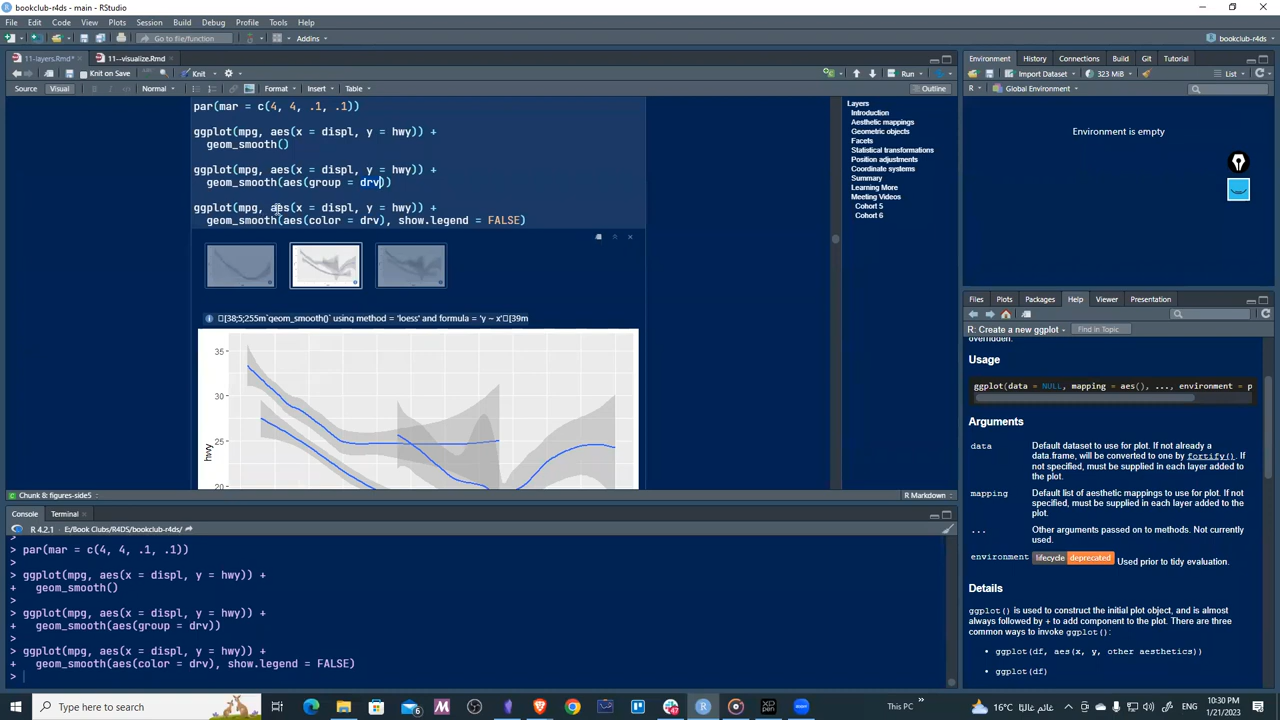 bookclub-r4ds - main - RStudio
File Edit Code View Plots Session Build Debug Profile Tools Help
Go to file/function Addins bookclub-r4ds
11-layers.Rmd* 11--visualize.Rmd
Knit on Save Knit Run
Source Visual Normal Format Insert Table Outline
par(mar = c(4, 4, .1, .1))
ggplot(mpg, aes(x = displ, y = hwy)) +
geom_smooth()
ggplot(mpg, aes(x = displ, y = hwy)) +
geom_smooth(aes(group = drv))
ggplot(mpg, aes(x = displ, y = hwy)) +
geom_smooth(aes(color = drv), show.legend = FALSE)
[38;5;255m`geom_smooth()` using method = 'loess' and formula = 'y ~ x'[39m
35
30
25
20
hwy
Layers
Introduction
Aesthetic mappings
Geometric objects
Facets
Statistical transformations
Position adjustments
Coordinate systems
Summary
Learning More
Meeting Videos
Cohort 5
Cohort 6
Chunk 8: figures-side5 R Markdown
Console Terminal
R 4.2.1 · E:/Book Clubs/R4DS/bookclub-r4ds/
>
> par(mar = c(4, 4, .1, .1))
>
> ggplot(mpg, aes(x = displ, y = hwy)) +
+ geom_smooth()
>
> ggplot(mpg, aes(x = displ, y = hwy)) +
+ geom_smooth(aes(group = drv))
>
> ggplot(mpg, aes(x = displ, y = hwy)) +
+ geom_smooth(aes(color = drv), show.legend = FALSE)
>
Environment History Connections Build Git Tutorial
Import Dataset 323 MiB List
R Global Environment
Environment is empty
Files Plots Packages Help Viewer Presentation
R: Create a new ggplot Find in Topic
overridden.
Usage
ggplot(data = NULL, mapping = aes(), ..., environment = p
Arguments
data Default dataset to use for plot. If not already a
data.frame, will be converted to one by fortify(). If
not specified, must be supplied in each layer added to
the plot.
mapping Default list of aesthetic mappings to use for plot. If not
specified, must be supplied in each layer added to the
plot.
... Other arguments passed on to methods. Not currently
used.
environment lifecycle deprecated Used prior to tidy evaluation.
Details
ggplot() is used to construct the initial plot object, and is almost
always followed by + to add component to the plot. There are three
common ways to invoke ggplot():
• ggplot(df, aes(x, y, other aesthetics))
• ggplot(df)
Type here to search This PC 16°C غائم غالبا 10:30 PM
1/21/2023